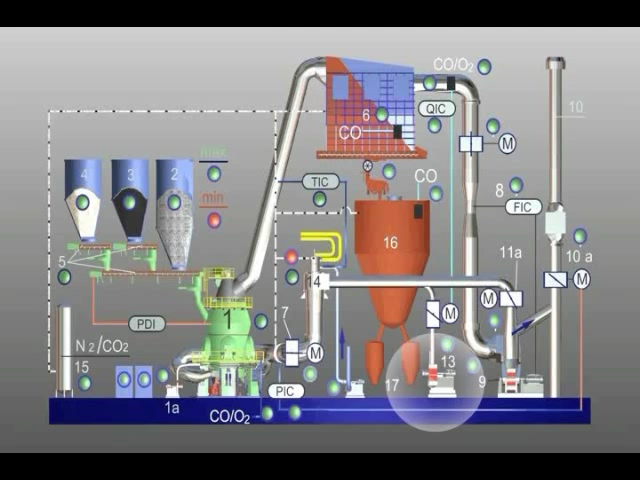 CO/O₂
10
6
CO
QIC
M
max
4
3
2
min
TIC
CO
8
FIC
16
5
11a
10 a
M
14
M
M
1
7
PDI
N₂/CO₂
M
13
15
9
PIC
17
1a
CO/O₂